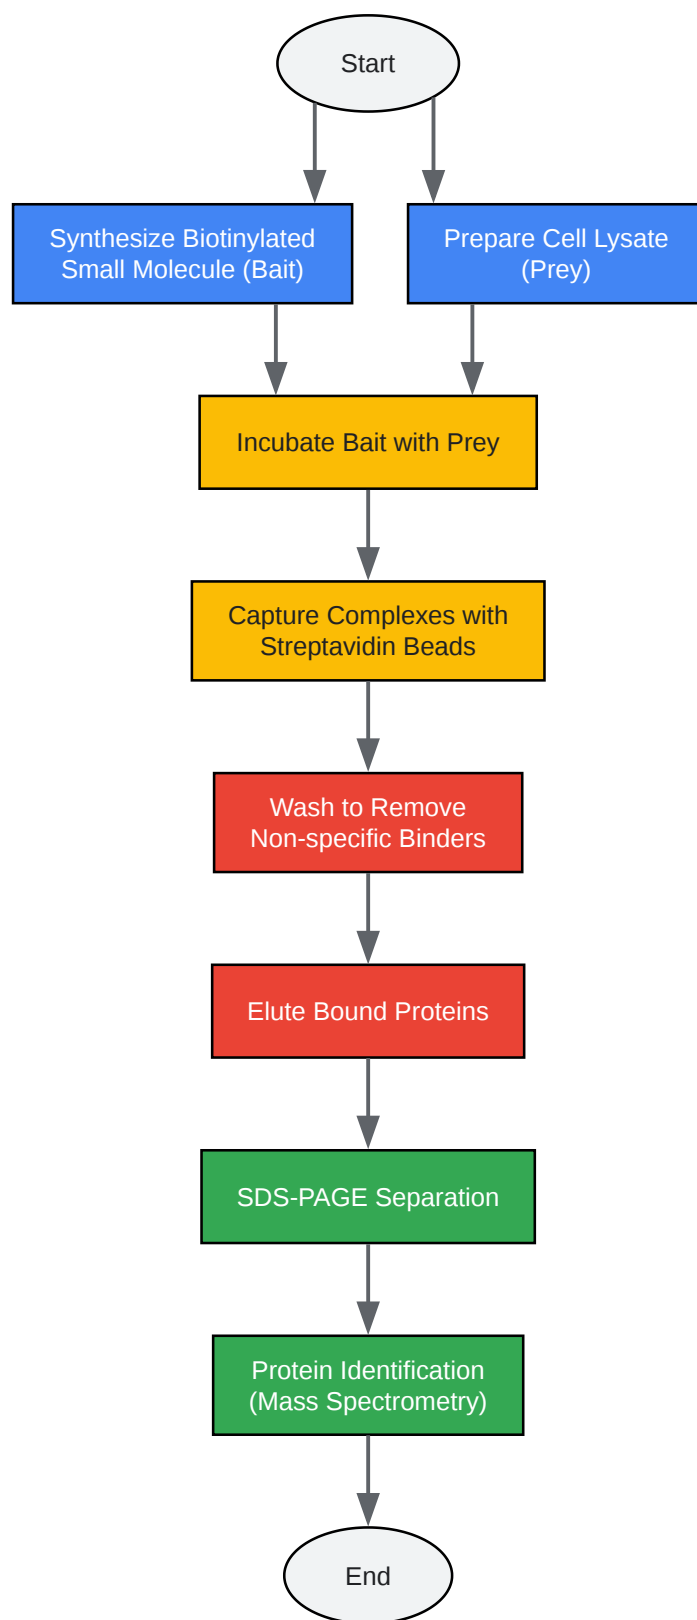 Start
Synthesize Biotinylated
Small Molecule (Bait)
Prepare Cell Lysate
(Prey)
Incubate Bait with Prey
Capture Complexes with
Streptavidin Beads
Wash to Remove
Non-specific Binders
Elute Bound Proteins
SDS-PAGE Separation
Protein Identification
(Mass Spectrometry)
End